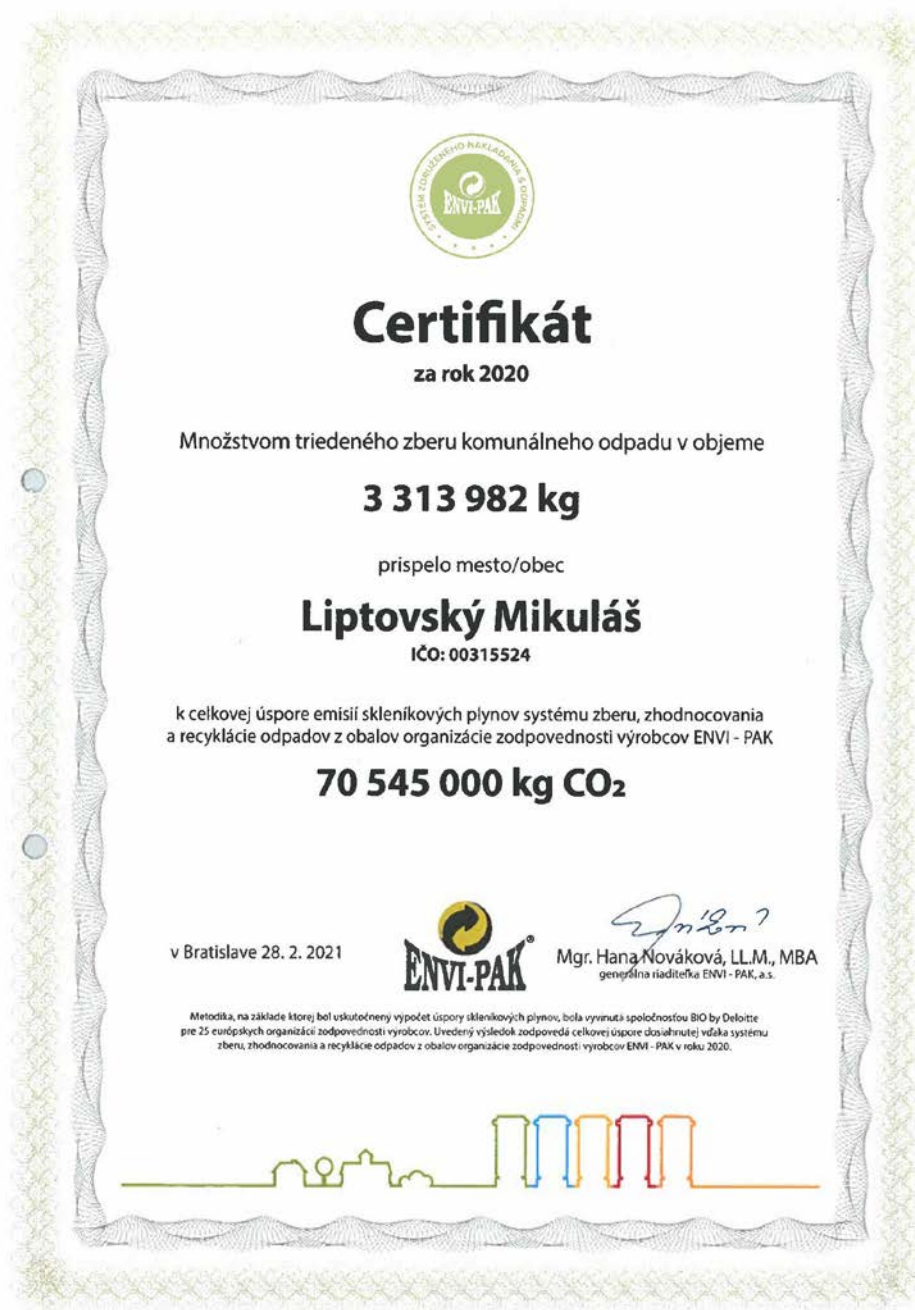 SYSTÉM ZDRUŽENÉHO NAKLADANIA S ODPADMI
ENVI-PAK
Certifikát
za rok 2020
Množstvom triedeného zberu komunálneho odpadu v objeme
3 313 982 kg
prispelo mesto/obec
Liptovský Mikuláš
IČO: 00315524
k celkovej úspore emisií skleníkových plynov systému zberu, zhodnocovania
a recyklácie odpadov z obalov organizácie zodpovednosti výrobcov ENVI - PAK
70 545 000 kg CO₂
v Bratislave 28. 2. 2021
ENVI-PAK®
Mgr. Hana Nováková, LL.M., MBA
generálna riaditeľka ENVI - PAK, a.s.
Metodika, na základe ktorej bol uskutočnený výpočet úspory skleníkových plynov, bola vyvinutá spoločnosťou BIO by Deloitte
pre 25 európskych organizácií zodpovednosti výrobcov. Uvedený výsledok zodpovedá celkovej úspore dosiahnutej vďaka systému
zberu, zhodnocovania a recyklácie odpadov z obalov organizácie zodpovednosti výrobcov ENVI - PAK v roku 2020.